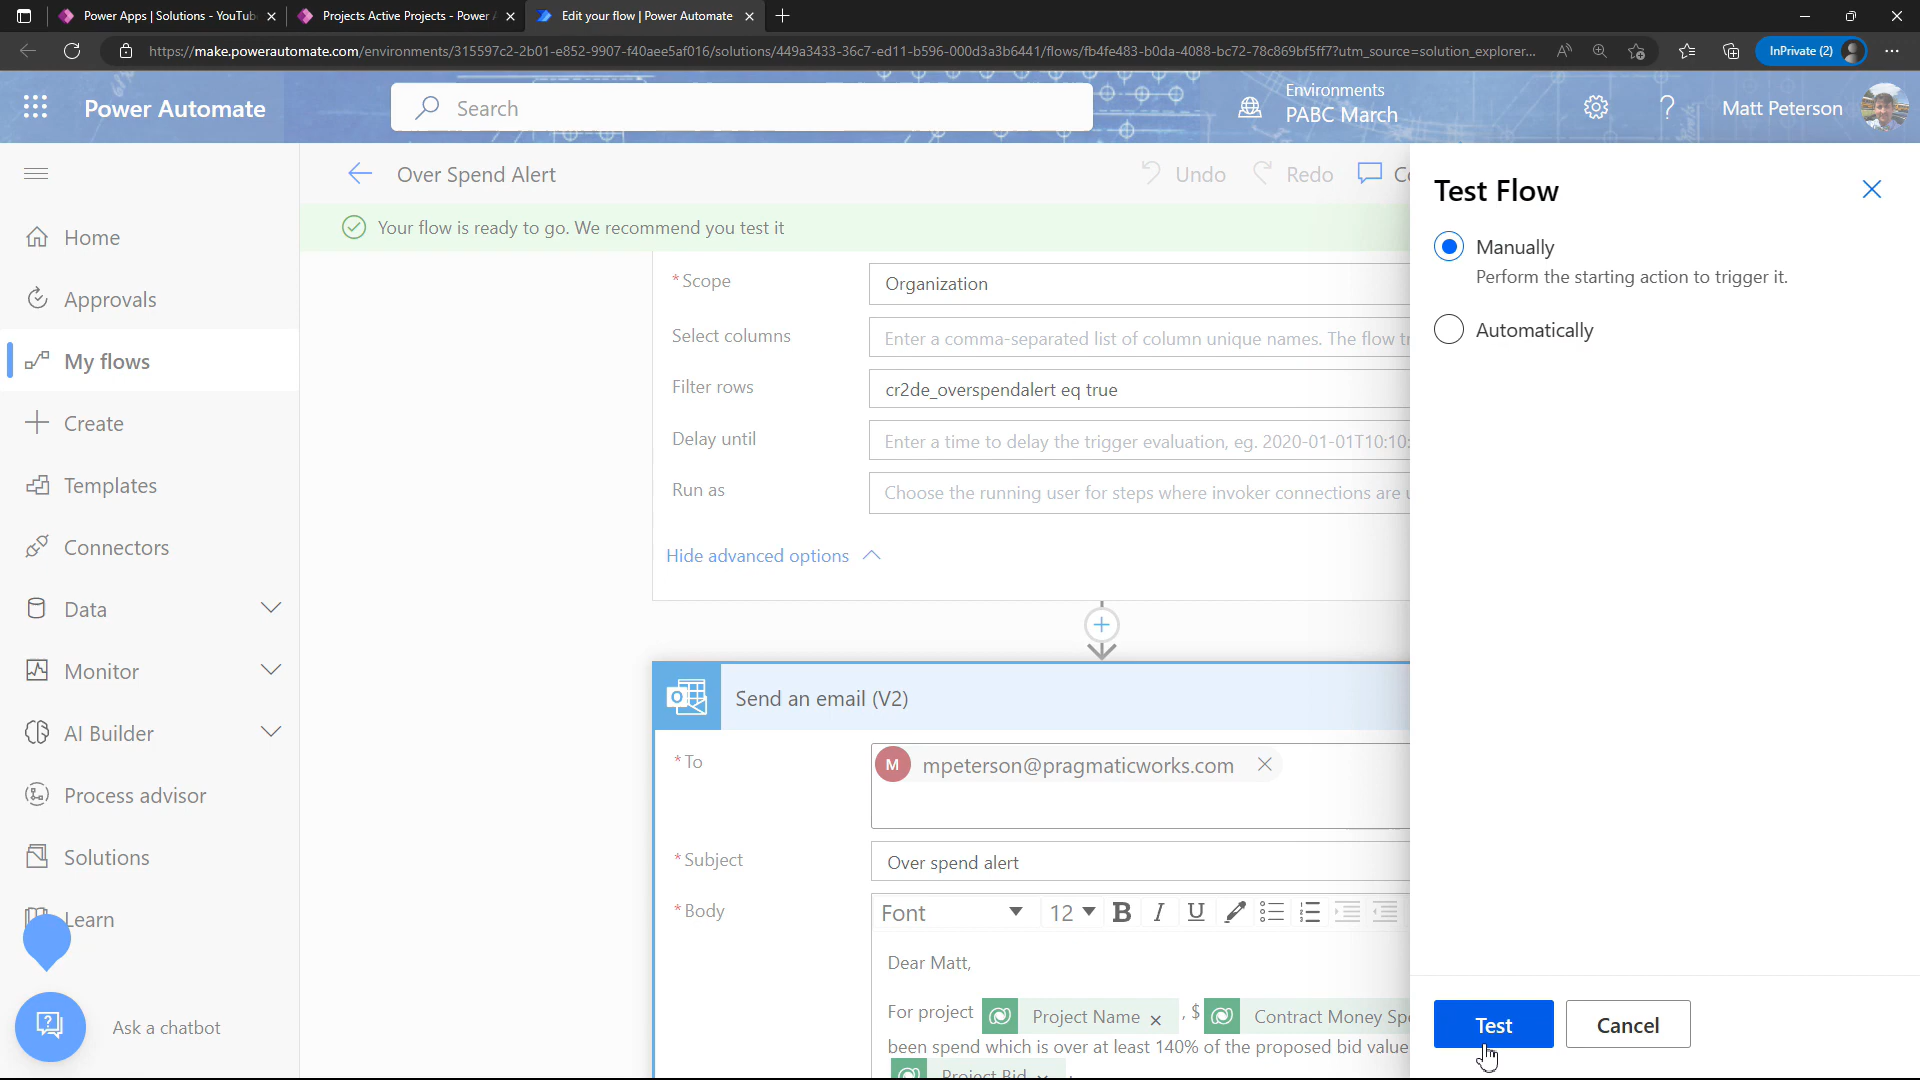 Power Apps | Solutions - YouTub
Projects Active Projects - Power A
Edit your flow | Power Automate
https://make.powerautomate.com/environments/315597c2-2b01-e852-9907-f40aee5af016/solutions/449a3433-36c7-ed11-b596-000d3a3b6441/flows/fb4fe483-b0da-4088-bc72-78c869bf5ff7?utm_source=solution_explorer...
InPrivate (2)
Power Automate
Search
Environments
PABC March
Matt Peterson
Over Spend Alert
Undo
Redo
Your flow is ready to go. We recommend you test it
Home
Approvals
My flows
Create
Templates
Connectors
Data
Monitor
AI Builder
Process advisor
Solutions
Learn
Ask a chatbot
* Scope
Organization
Select columns
Enter a comma-separated list of column unique names. The flow tr
Filter rows
cr2de_overspendalert eq true
Delay until
Enter a time to delay the trigger evaluation, eg. 2020-01-01T10:10:
Run as
Choose the running user for steps where invoker connections are u
Hide advanced options
Send an email (V2)
* To
M mpeterson@pragmaticworks.com
* Subject
Over spend alert
* Body
Font 12 B I U
Dear Matt,
For project Project Name , $ Contract Money Spe
been spend which is over at least 140% of the proposed bid value
Project Bid
Test Flow
Manually
Perform the starting action to trigger it.
Automatically
Test
Cancel